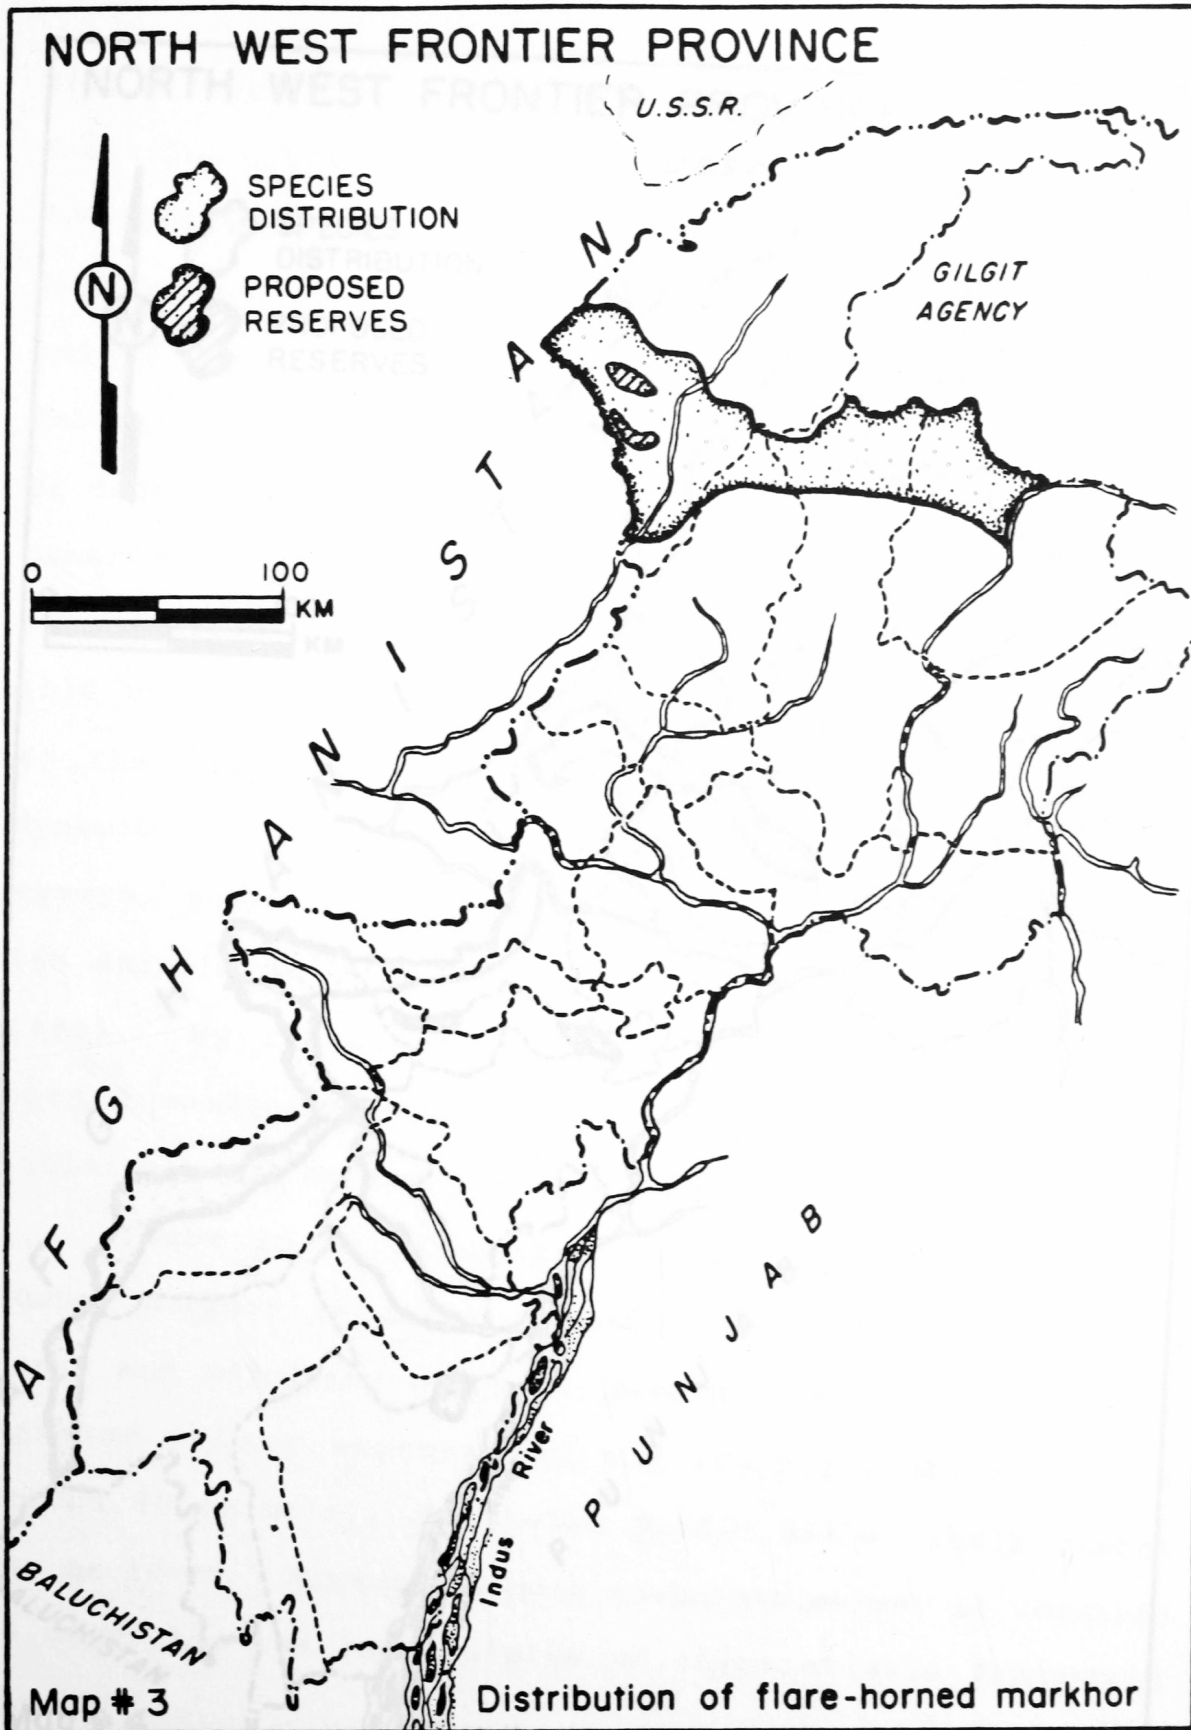 NORTH WEST FRONTIER PROVINCE
U.S.S.R.
SPECIES
DISTRIBUTION
PROPOSED
RESERVES
N
GILGIT
AGENCY
0 100
KM
AFGHANISTAN
PUNJAB
Indus River
BALUCHISTAN
Map # 3
Distribution of flare-horned markhor